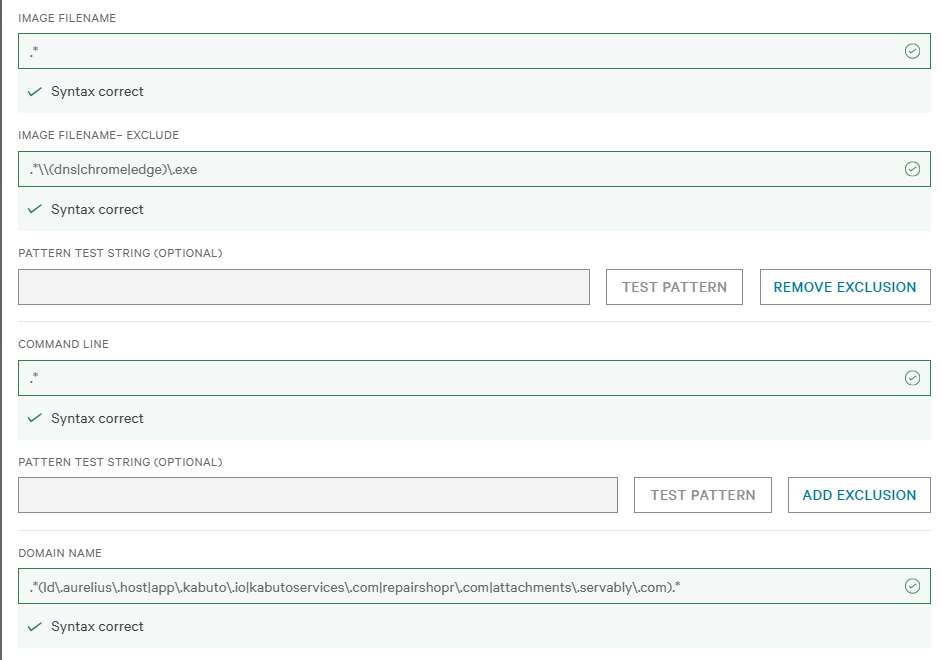 IMAGE FILENAME
.*
Syntax correct
IMAGE FILENAME– EXCLUDE
.*\\(dns|chrome|edge)\.exe
Syntax correct
PATTERN TEST STRING (OPTIONAL)
TEST PATTERN
REMOVE EXCLUSION
COMMAND LINE
.*
Syntax correct
PATTERN TEST STRING (OPTIONAL)
TEST PATTERN
ADD EXCLUSION
DOMAIN NAME
.*(ld\.aurelius\.host|app\.kabuto\.io|kabutoservices\.com|repairshopr\.com|attachments\.servably\.com).*
Syntax correct